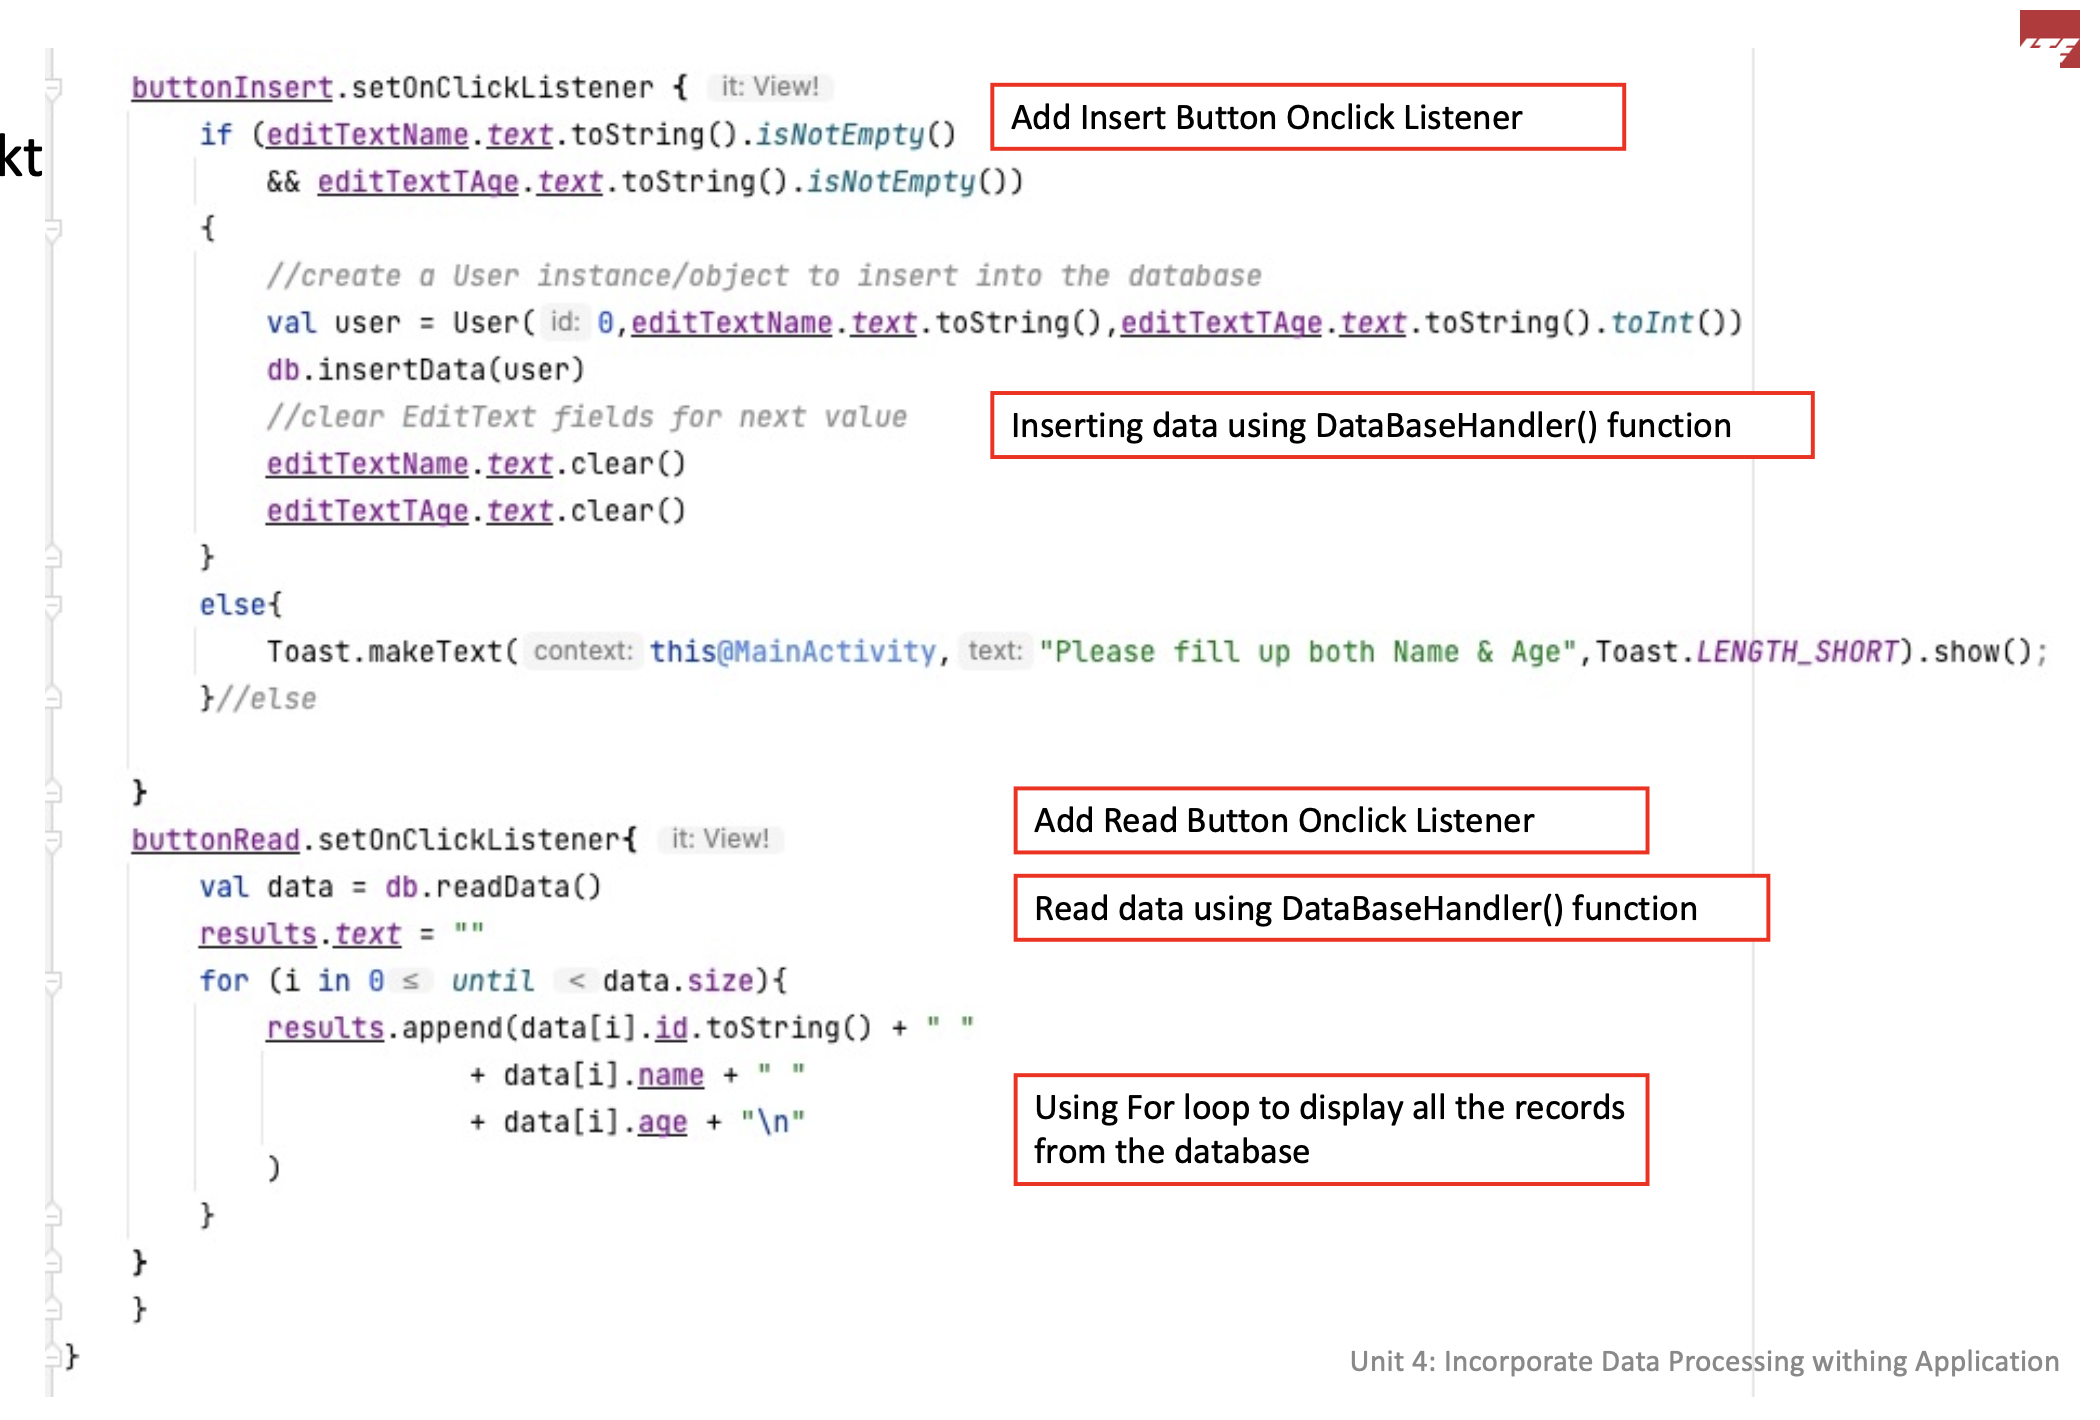 kt
buttonInsert.setOnClickListener { it: View!
if (editTextName.text.toString().isNotEmpty()
&& editTextTAge.text.toString().isNotEmpty())
{
//create a User instance/object to insert into the database
val user = User( id: 0,editTextName.text.toString(),editTextTAge.text.toString().toInt())
db.insertData(user)
//clear EditText fields for next value
editTextName.text.clear()
editTextTAge.text.clear()
}
else{
Toast.makeText( context: this@MainActivity, text: "Please fill up both Name & Age",Toast.LENGTH_SHORT).show();
}//else
}
buttonRead.setOnClickListener{ it: View!
val data = db.readData()
results.text = ""
for (i in 0 ≤ until < data.size){
results.append(data[i].id.toString() + " "
+ data[i].name + " "
+ data[i].age + "\n"
)
}
}
}
}
Add Insert Button Onclick Listener
Inserting data using DataBaseHandler() function
Add Read Button Onclick Listener
Read data using DataBaseHandler() function
Using For loop to display all the records
from the database
Unit 4: Incorporate Data Processing withing Application